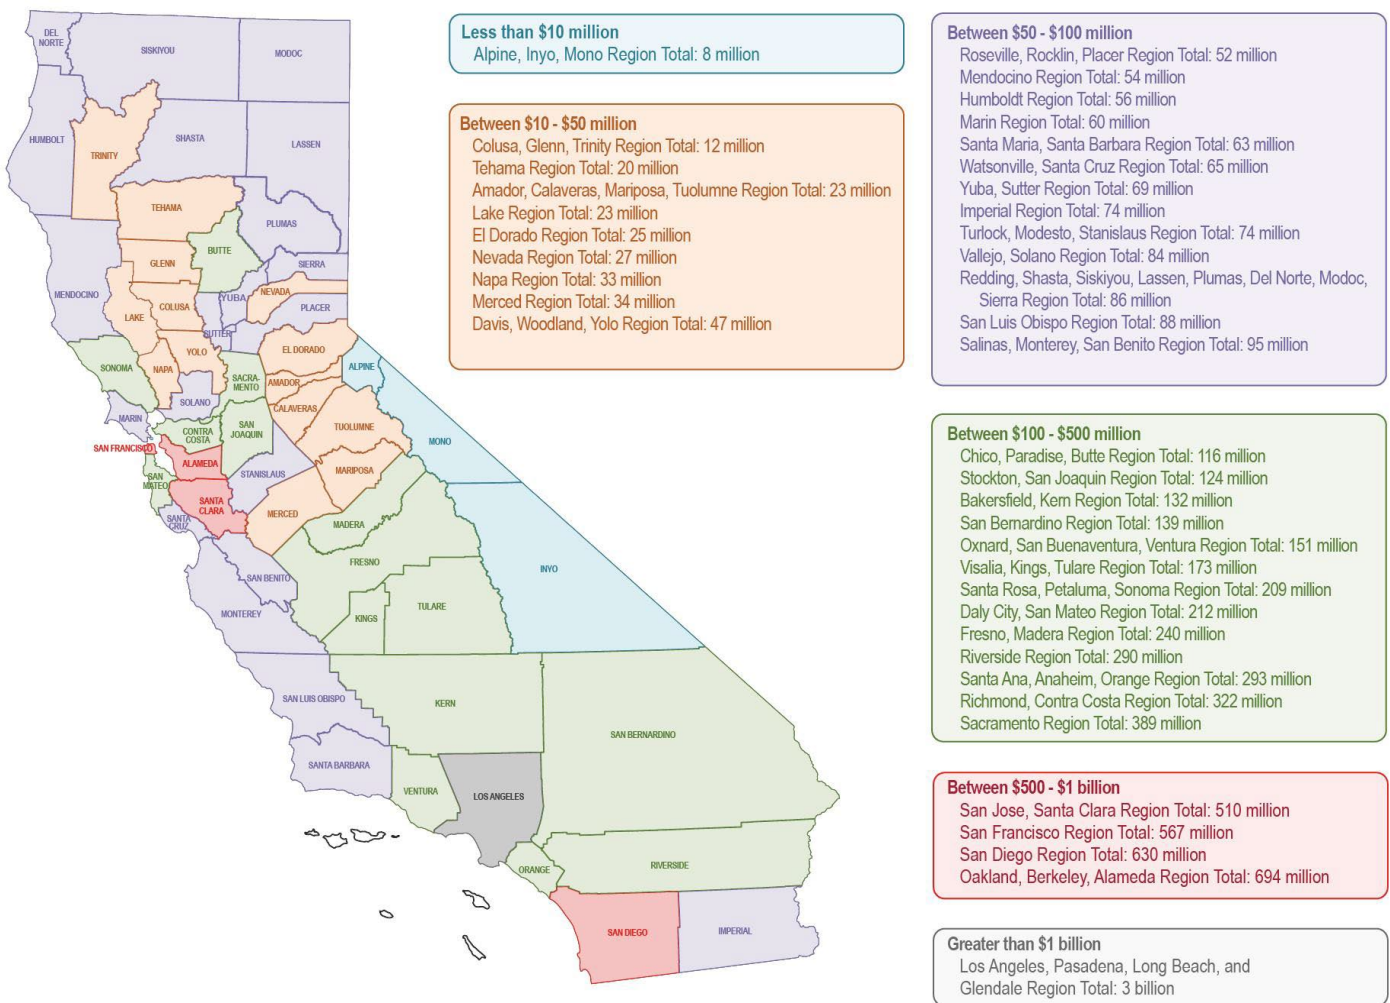 DEL
NORTE
SISKIYOU
MODOC
HUMBOLT
TRINITY
SHASTA
LASSEN
TEHAMA
PLUMAS
BUTTE
GLENN
SIERRA
MENDOCINO
COLUSA
LAKE
YUBA
NEVADA
PLACER
SUTTER
SONOMA
NAPA
YOLO
EL DORADO
SACRA-
MENTO
ALPINE
AMADOR
SOLANO
CALAVERAS
MARIN
CONTRA
COSTA
SAN
JOAQUIN
TUOLUMNE
MONO
SAN FRANCISCO
ALAMEDA
STANISLAUS
MARIPOSA
SAN
MATEO
SANTA
CLARA
SANTA
CRUZ
MERCED
MADERA
FRESNO
INYO
SAN BENITO
MONTEREY
KINGS
TULARE
SAN LUIS OBISPO
KERN
SAN BERNARDINO
SANTA BARBARA
VENTURA
LOS ANGELES
ORANGE
RIVERSIDE
SAN DIEGO
IMPERIAL
Less than $10 million
Alpine, Inyo, Mono Region Total: 8 million
Between $10 - $50 million
Colusa, Glenn, Trinity Region Total: 12 million
Tehama Region Total: 20 million
Amador, Calaveras, Mariposa, Tuolumne Region Total: 23 million
Lake Region Total: 23 million
El Dorado Region Total: 25 million
Nevada Region Total: 27 million
Napa Region Total: 33 million
Merced Region Total: 34 million
Davis, Woodland, Yolo Region Total: 47 million
Between $50 - $100 million
Roseville, Rocklin, Placer Region Total: 52 million
Mendocino Region Total: 54 million
Humboldt Region Total: 56 million
Marin Region Total: 60 million
Santa Maria, Santa Barbara Region Total: 63 million
Watsonville, Santa Cruz Region Total: 65 million
Yuba, Sutter Region Total: 69 million
Imperial Region Total: 74 million
Turlock, Modesto, Stanislaus Region Total: 74 million
Vallejo, Solano Region Total: 84 million
Redding, Shasta, Siskiyou, Lassen, Plumas, Del Norte, Modoc,
Sierra Region Total: 86 million
San Luis Obispo Region Total: 88 million
Salinas, Monterey, San Benito Region Total: 95 million
Between $100 - $500 million
Chico, Paradise, Butte Region Total: 116 million
Stockton, San Joaquin Region Total: 124 million
Bakersfield, Kern Region Total: 132 million
San Bernardino Region Total: 139 million
Oxnard, San Buenaventura, Ventura Region Total: 151 million
Visalia, Kings, Tulare Region Total: 173 million
Santa Rosa, Petaluma, Sonoma Region Total: 209 million
Daly City, San Mateo Region Total: 212 million
Fresno, Madera Region Total: 240 million
Riverside Region Total: 290 million
Santa Ana, Anaheim, Orange Region Total: 293 million
Richmond, Contra Costa Region Total: 322 million
Sacramento Region Total: 389 million
Between $500 - $1 billion
San Jose, Santa Clara Region Total: 510 million
San Francisco Region Total: 567 million
San Diego Region Total: 630 million
Oakland, Berkeley, Alameda Region Total: 694 million
Greater than $1 billion
Los Angeles, Pasadena, Long Beach, and
Glendale Region Total: 3 billion